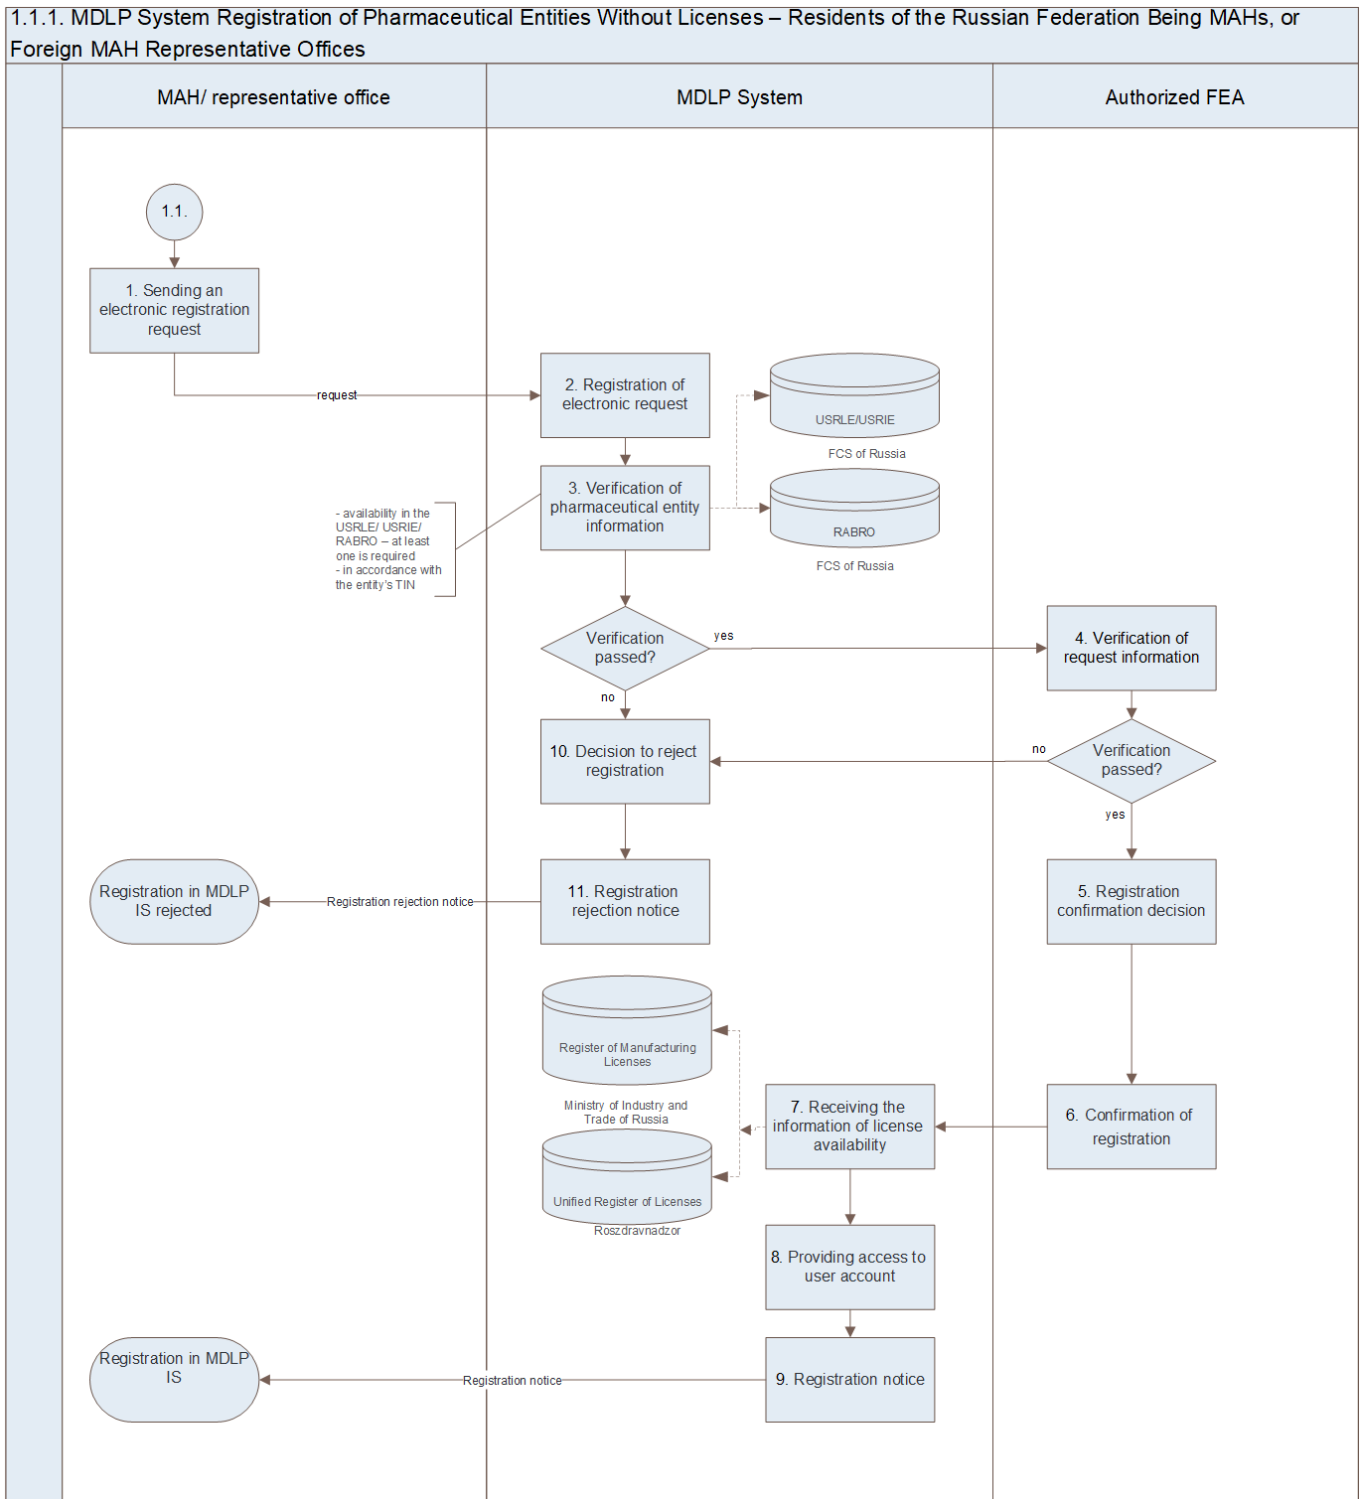 1.1.1. MDLP System Registration of Pharmaceutical Entities Without Licenses – Residents of the Russian Federation Being MAHs, or
Foreign MAH Representative Offices
MAH/ representative office
MDLP System
Authorized FEA
1.1.
1. Sending an
electronic registration
request
request
2. Registration of
electronic request
USRLE/USRIE
FCS of Russia
3. Verification of
pharmaceutical entity
information
RABRO
FCS of Russia
- availability in the
USRLE/ USRIE/
RABRO – at least
one is required
- in accordance with
the entity's TIN
Verification
passed?
yes
no
4. Verification of
request information
10. Decision to reject
registration
no
Verification
passed?
yes
Registration in MDLP
IS rejected
Registration rejection notice
11. Registration
rejection notice
5. Registration
confirmation decision
Register of Manufacturing
Licenses
Ministry of Industry and
Trade of Russia
7. Receiving the
information of license
availability
6. Confirmation of
registration
Unified Register of Licenses
Roszdravnadzor
8. Providing access to
user account
Registration in MDLP
IS
Registration notice
9. Registration notice